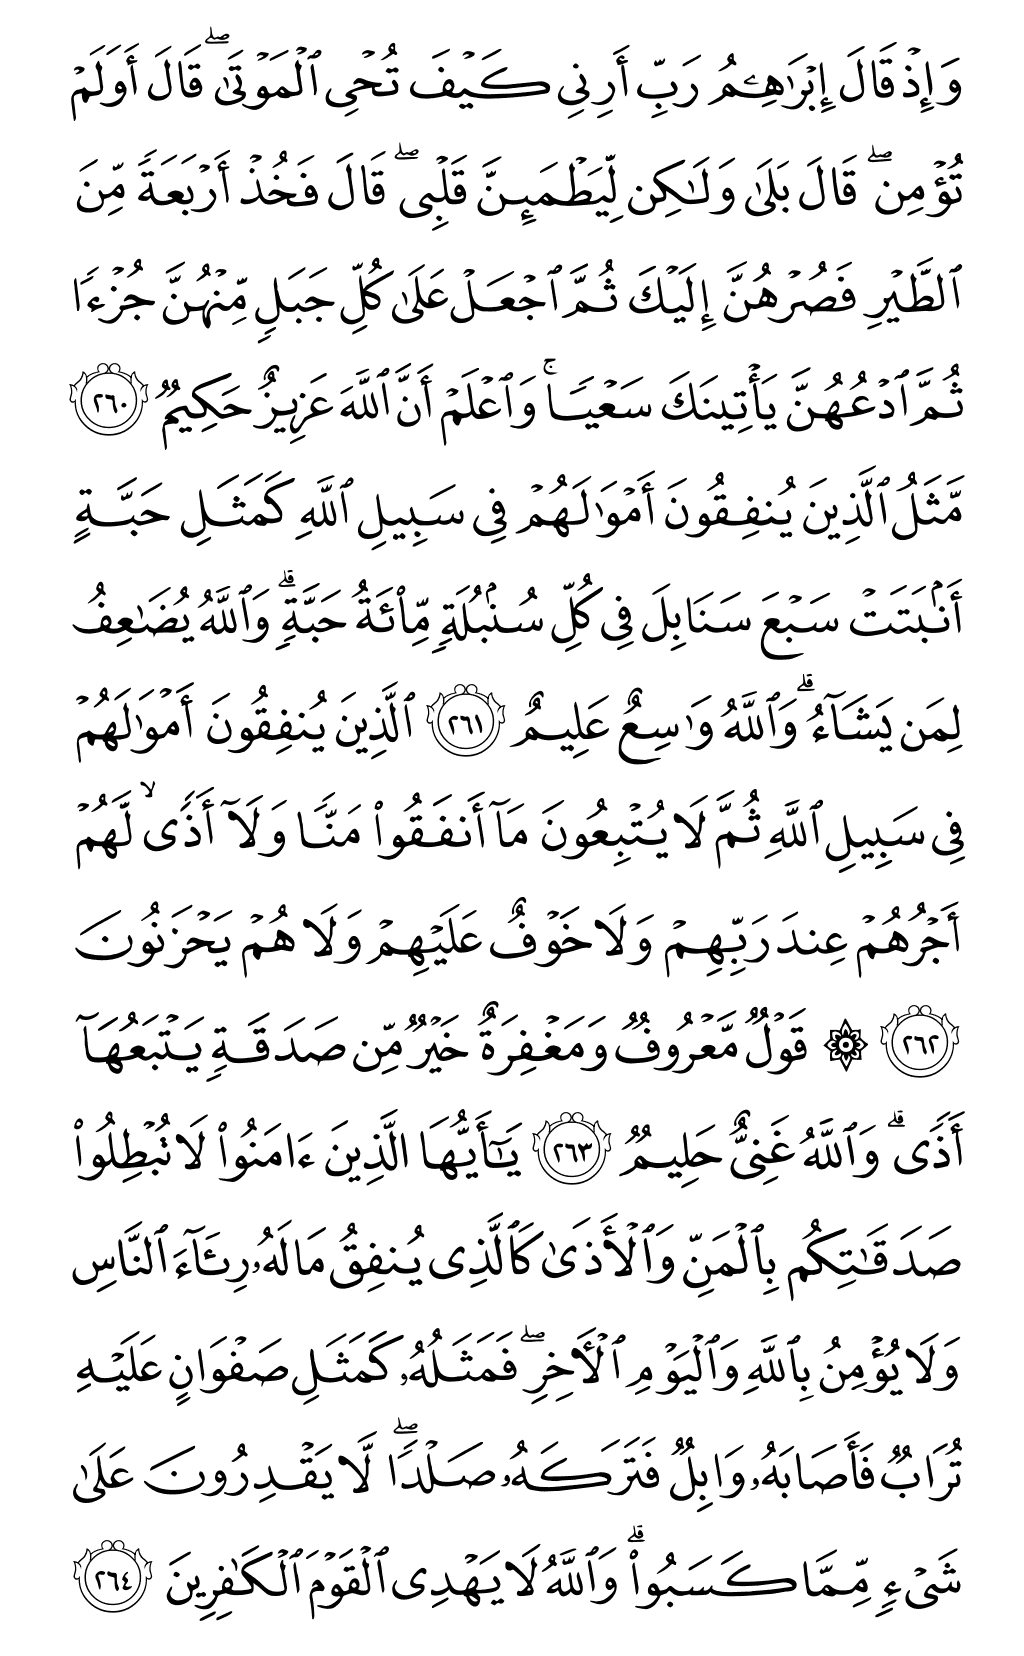 وَإِذۡ قَالَ إِبۡرَٰهِـۧمُ رَبِّ أَرِنِي كَيۡفَ تُحۡيِ ٱلۡمَوۡتَىٰۖ قَالَ أَوَلَمۡ
تُؤۡمِنۖ قَالَ بَلَىٰ وَلَٰكِن لِّيَطۡمَئِنَّ قَلۡبِيۖ قَالَ فَخُذۡ أَرۡبَعَةٗ مِّنَ
ٱلطَّيۡرِ فَصُرۡهُنَّ إِلَيۡكَ ثُمَّ ٱجۡعَلۡ عَلَىٰ كُلِّ جَبَلٖ مِّنۡهُنَّ جُزۡءٗا
ثُمَّ ٱدۡعُهُنَّ يَأۡتِينَكَ سَعۡيٗاۚ وَٱعۡلَمۡ أَنَّ ٱللَّهَ عَزِيزٌ حَكِيمٞ ٢٦٠
مَّثَلُ ٱلَّذِينَ يُنفِقُونَ أَمۡوَٰلَهُمۡ فِي سَبِيلِ ٱللَّهِ كَمَثَلِ حَبَّةٍ
أَنۢبَتَتۡ سَبۡعَ سَنَابِلَ فِي كُلِّ سُنۢبُلَةٖ مِّاْئَةُ حَبَّةٖۗ وَٱللَّهُ يُضَٰعِفُ
لِمَن يَشَآءُۗ وَٱللَّهُ وَٰسِعٌ عَلِيمٌ ٢٦١ ٱلَّذِينَ يُنفِقُونَ أَمۡوَٰلَهُمۡ
فِي سَبِيلِ ٱللَّهِ ثُمَّ لَا يُتۡبِعُونَ مَآ أَنفَقُواْ مَنّٗا وَلَآ أَذٗى لَّهُمۡ
أَجۡرُهُمۡ عِندَ رَبِّهِمۡ وَلَا خَوۡفٌ عَلَيۡهِمۡ وَلَا هُمۡ يَحۡزَنُونَ
٢٦٢ ۞ قَوۡلٞ مَّعۡرُوفٞ وَمَغۡفِرَةٌ خَيۡرٞ مِّن صَدَقَةٖ يَتۡبَعُهَآ
أَذٗىۗ وَٱللَّهُ غَنِيٌّ حَلِيمٞ ٢٦٣ يَٰٓأَيُّهَا ٱلَّذِينَ ءَامَنُواْ لَا تُبۡطِلُواْ
صَدَقَٰتِكُم بِٱلۡمَنِّ وَٱلۡأَذَىٰ كَٱلَّذِي يُنفِقُ مَالَهُۥ رِئَآءَ ٱلنَّاسِ
وَلَا يُؤۡمِنُ بِٱللَّهِ وَٱلۡيَوۡمِ ٱلۡأٓخِرِۖ فَمَثَلُهُۥ كَمَثَلِ صَفۡوَانٍ عَلَيۡهِ
تُرَابٞ فَأَصَابَهُۥ وَابِلٞ فَتَرَكَهُۥ صَلۡدٗاۖ لَّا يَقۡدِرُونَ عَلَىٰ
شَيۡءٖ مِّمَّا كَسَبُواْۗ وَٱللَّهُ لَا يَهۡدِي ٱلۡقَوۡمَ ٱلۡكَٰفِرِينَ ٢٦٤